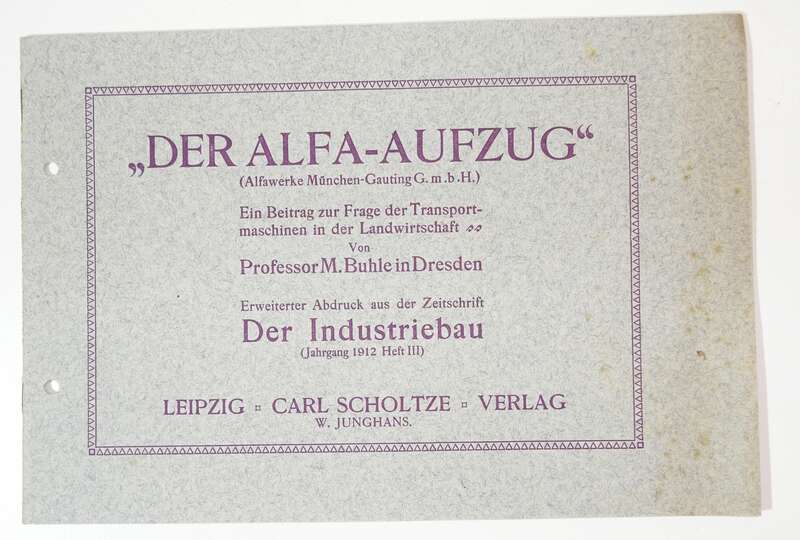 „DER ALFA-AUFZUG“
(Alfawerke München-Gauting G. m. b. H.)
Ein Beitrag zur Frage der Transport-
maschinen in der Landwirtschaft
Von
Professor M. Buhle in Dresden
Erweiterter Abdruck aus der Zeitschrift
Der Industriebau
(Jahrgang 1912 Heft III)
LEIPZIG ¤ CARL SCHOLTZE ¤ VERLAG
W. JUNGHANS.